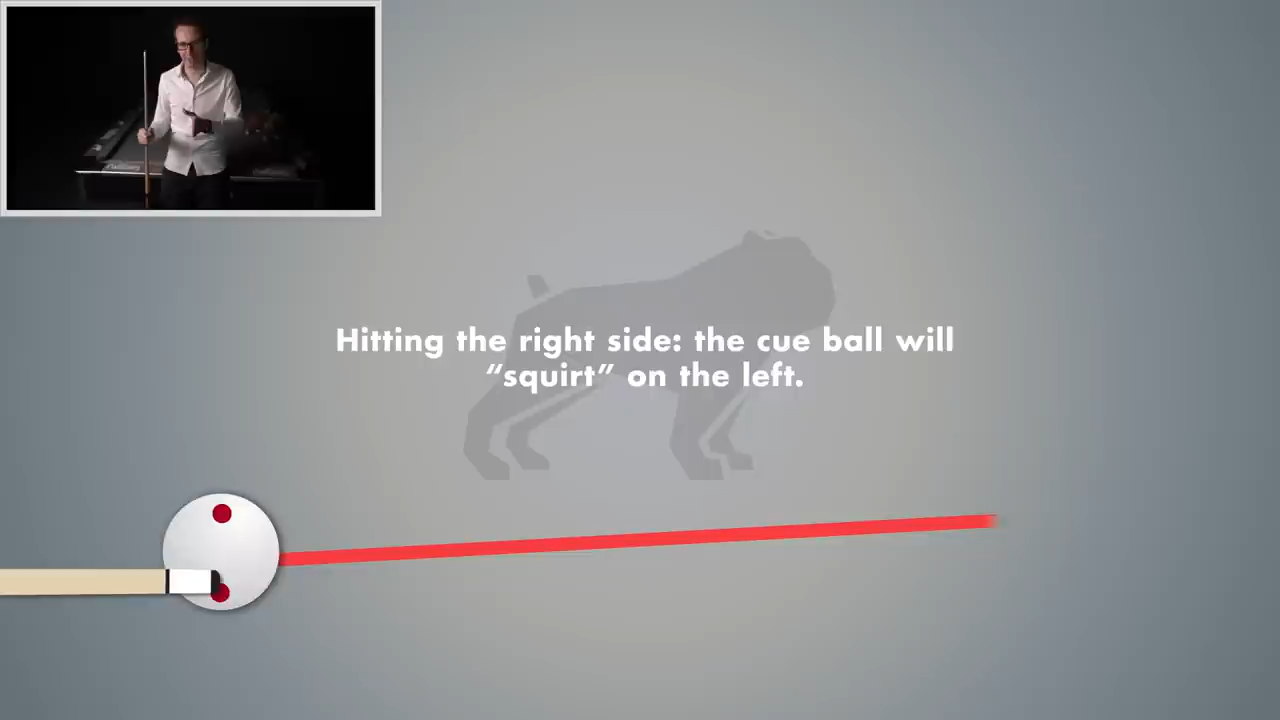 Hitting the right side: the cue ball will
“squirt” on the left.